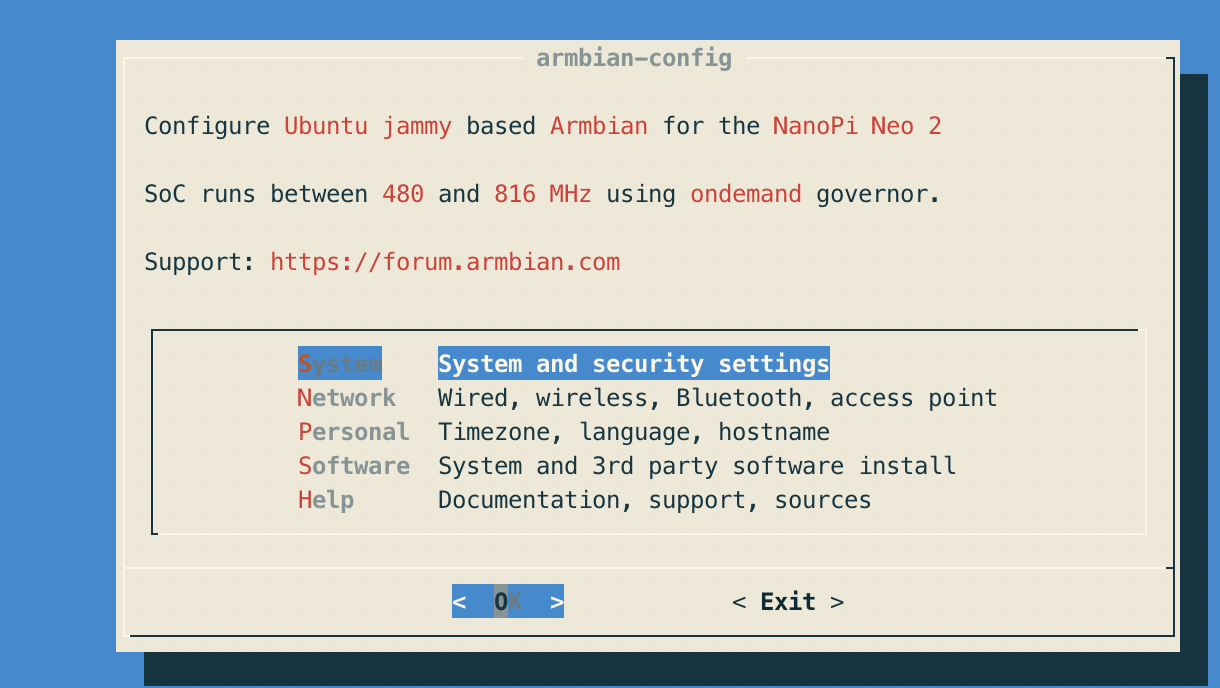 armbian-config
Configure Ubuntu jammy based Armbian for the NanoPi Neo 2
SoC runs between 480 and 816 MHz using ondemand governor.
Support: https://forum.armbian.com
System System and security settings
Network Wired, wireless, Bluetooth, access point
Personal Timezone, language, hostname
Software System and 3rd party software install
Help Documentation, support, sources
< OK > < Exit >